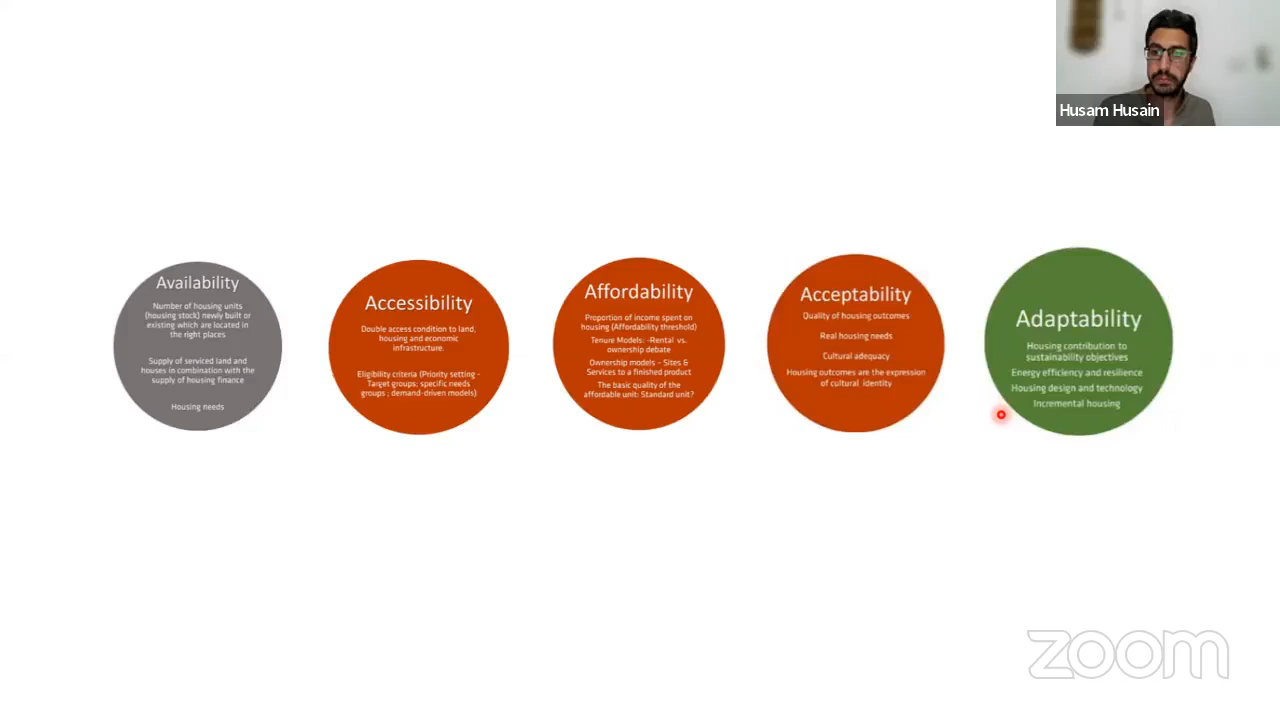 Husam Husain
Availability
Number of housing units
(housing stock) newly built or
existing which are located in
the right places
Supply of serviced land and
houses in combination with the
supply of housing finance
Housing needs
Accessibility
Double access condition to land,
housing and economic
infrastructure.
Eligibility criteria (Priority setting -
Target groups; specific needs
groups ; demand-driven models)
Affordability
Proportion of income spent on
housing (Affordability threshold)
Tenure Models: -Rental vs.
ownership debate
Ownership models - Sites &
Services to a finished product
The basic quality of the
affordable unit: Standard unit?
Acceptability
Quality of housing outcomes
Real housing needs
Cultural adequacy
Housing outcomes are the expression
of cultural identity
Adaptability
Housing contribution to
sustainability objectives
Energy efficiency and resilience
Housing design and technology
Incremental housing
zoom